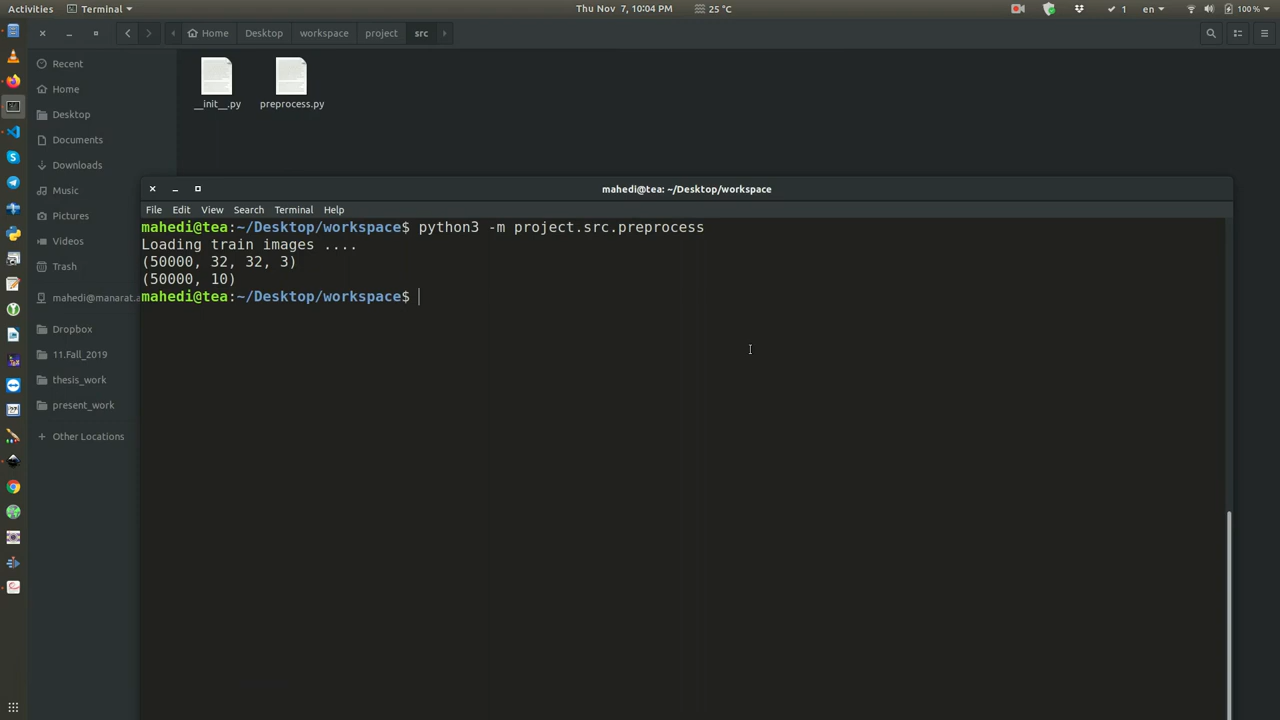 Activities Terminal Thu Nov 7, 10:04 PM 25 °C 1 en 100 %
Home Desktop workspace project src
Recent
Home
Desktop
Documents
Downloads
Music
Pictures
Videos
Trash
mahedi@manarat.a
Dropbox
11.Fall_2019
thesis_work
present_work
Other Locations
__init__.py preprocess.py
mahedi@tea: ~/Desktop/workspace
File Edit View Search Terminal Help
mahedi@tea:~/Desktop/workspace$ python3 -m project.src.preprocess
Loading train images ....
(50000, 32, 32, 3)
(50000, 10)
mahedi@tea:~/Desktop/workspace$